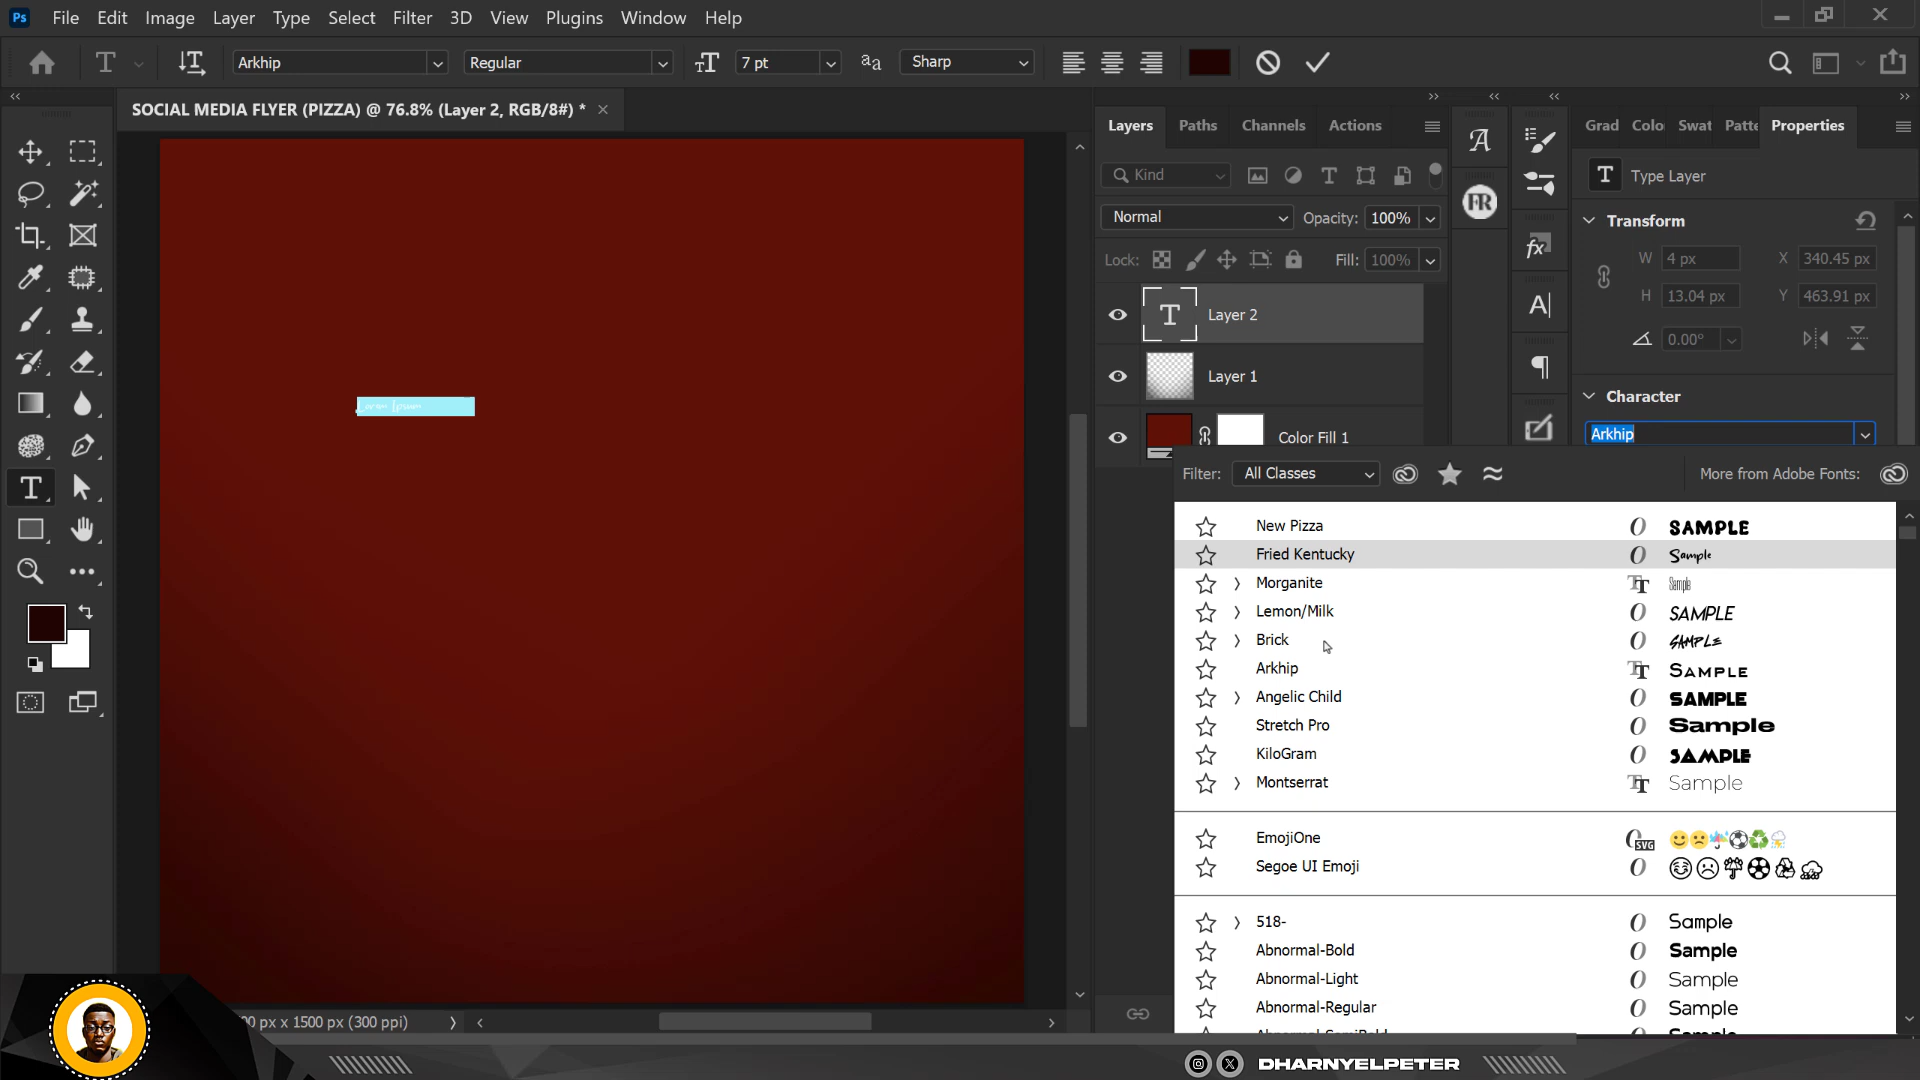 Ps File Edit Image Layer Type Select Filter 3D View Plugins Window Help
Arkhip Regular 7 pt Sharp
SOCIAL MEDIA FLYER (PIZZA) @ 76.8% (Layer 2, RGB/8#) *
Layers Paths Channels Actions
Grad Colo Swat Patte Properties
Kind
Type Layer
Normal Opacity: 100%
Transform
Lock: Fill: 100%
W 4 px X 340.45 px
H 13.04 px Y 463.91 px
Layer 2
0.00°
Layer 1
Character
Lorem Ipsum
Color Fill 1
Arkhip
Filter: All Classes More from Adobe Fonts:
New Pizza SAMPLE
Fried Kentucky Sample
Morganite Sample
Lemon/Milk SAMPLE
Brick SAMPLE
Arkhip SAMPLE
Angelic Child SAMPLE
Stretch Pro Sample
KiloGram SAMPLE
Montserrat Sample
EmojiOne
Segoe UI Emoji
518- Sample
Abnormal-Bold Sample
Abnormal-Light Sample
Abnormal-Regular Sample
00 px x 1500 px (300 ppi)
DHARNYELPETER